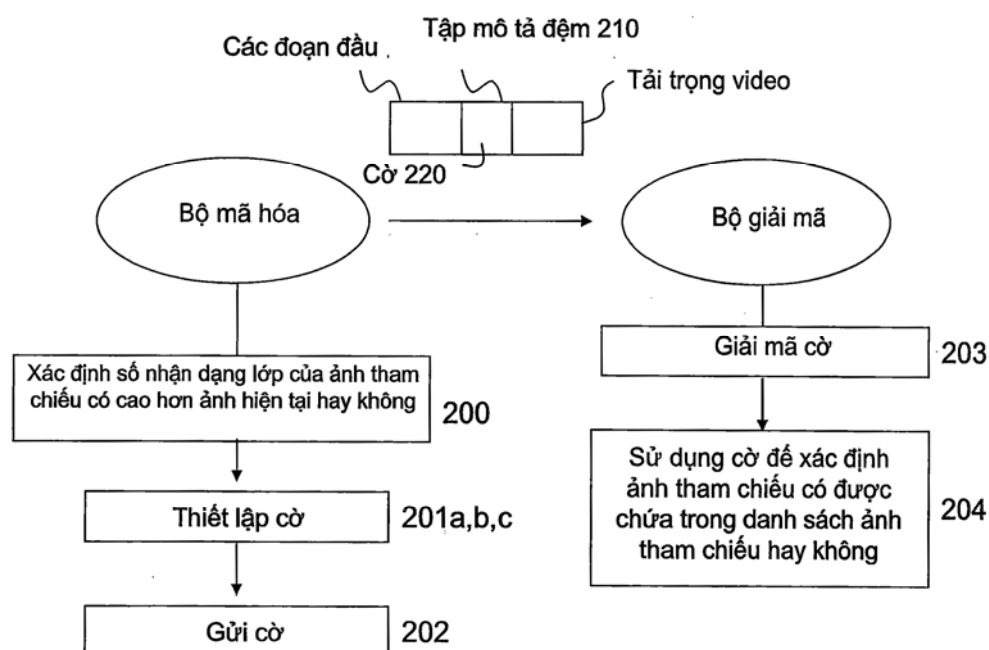 Tập mô tả đệm 210
Các đoạn đầu
Tải trọng video
Cờ 220
Bộ mã hóa
Bộ giải mã
Xác định số nhận dạng lớp của ảnh tham
chiếu có cao hơn ảnh hiện tại hay không
200
Thiết lập cờ
201a,b,c
Gửi cờ
202
Giải mã cờ
203
Sử dụng cờ để xác định
ảnh tham chiếu có được
chứa trong danh sách ảnh
tham chiếu hay không
204